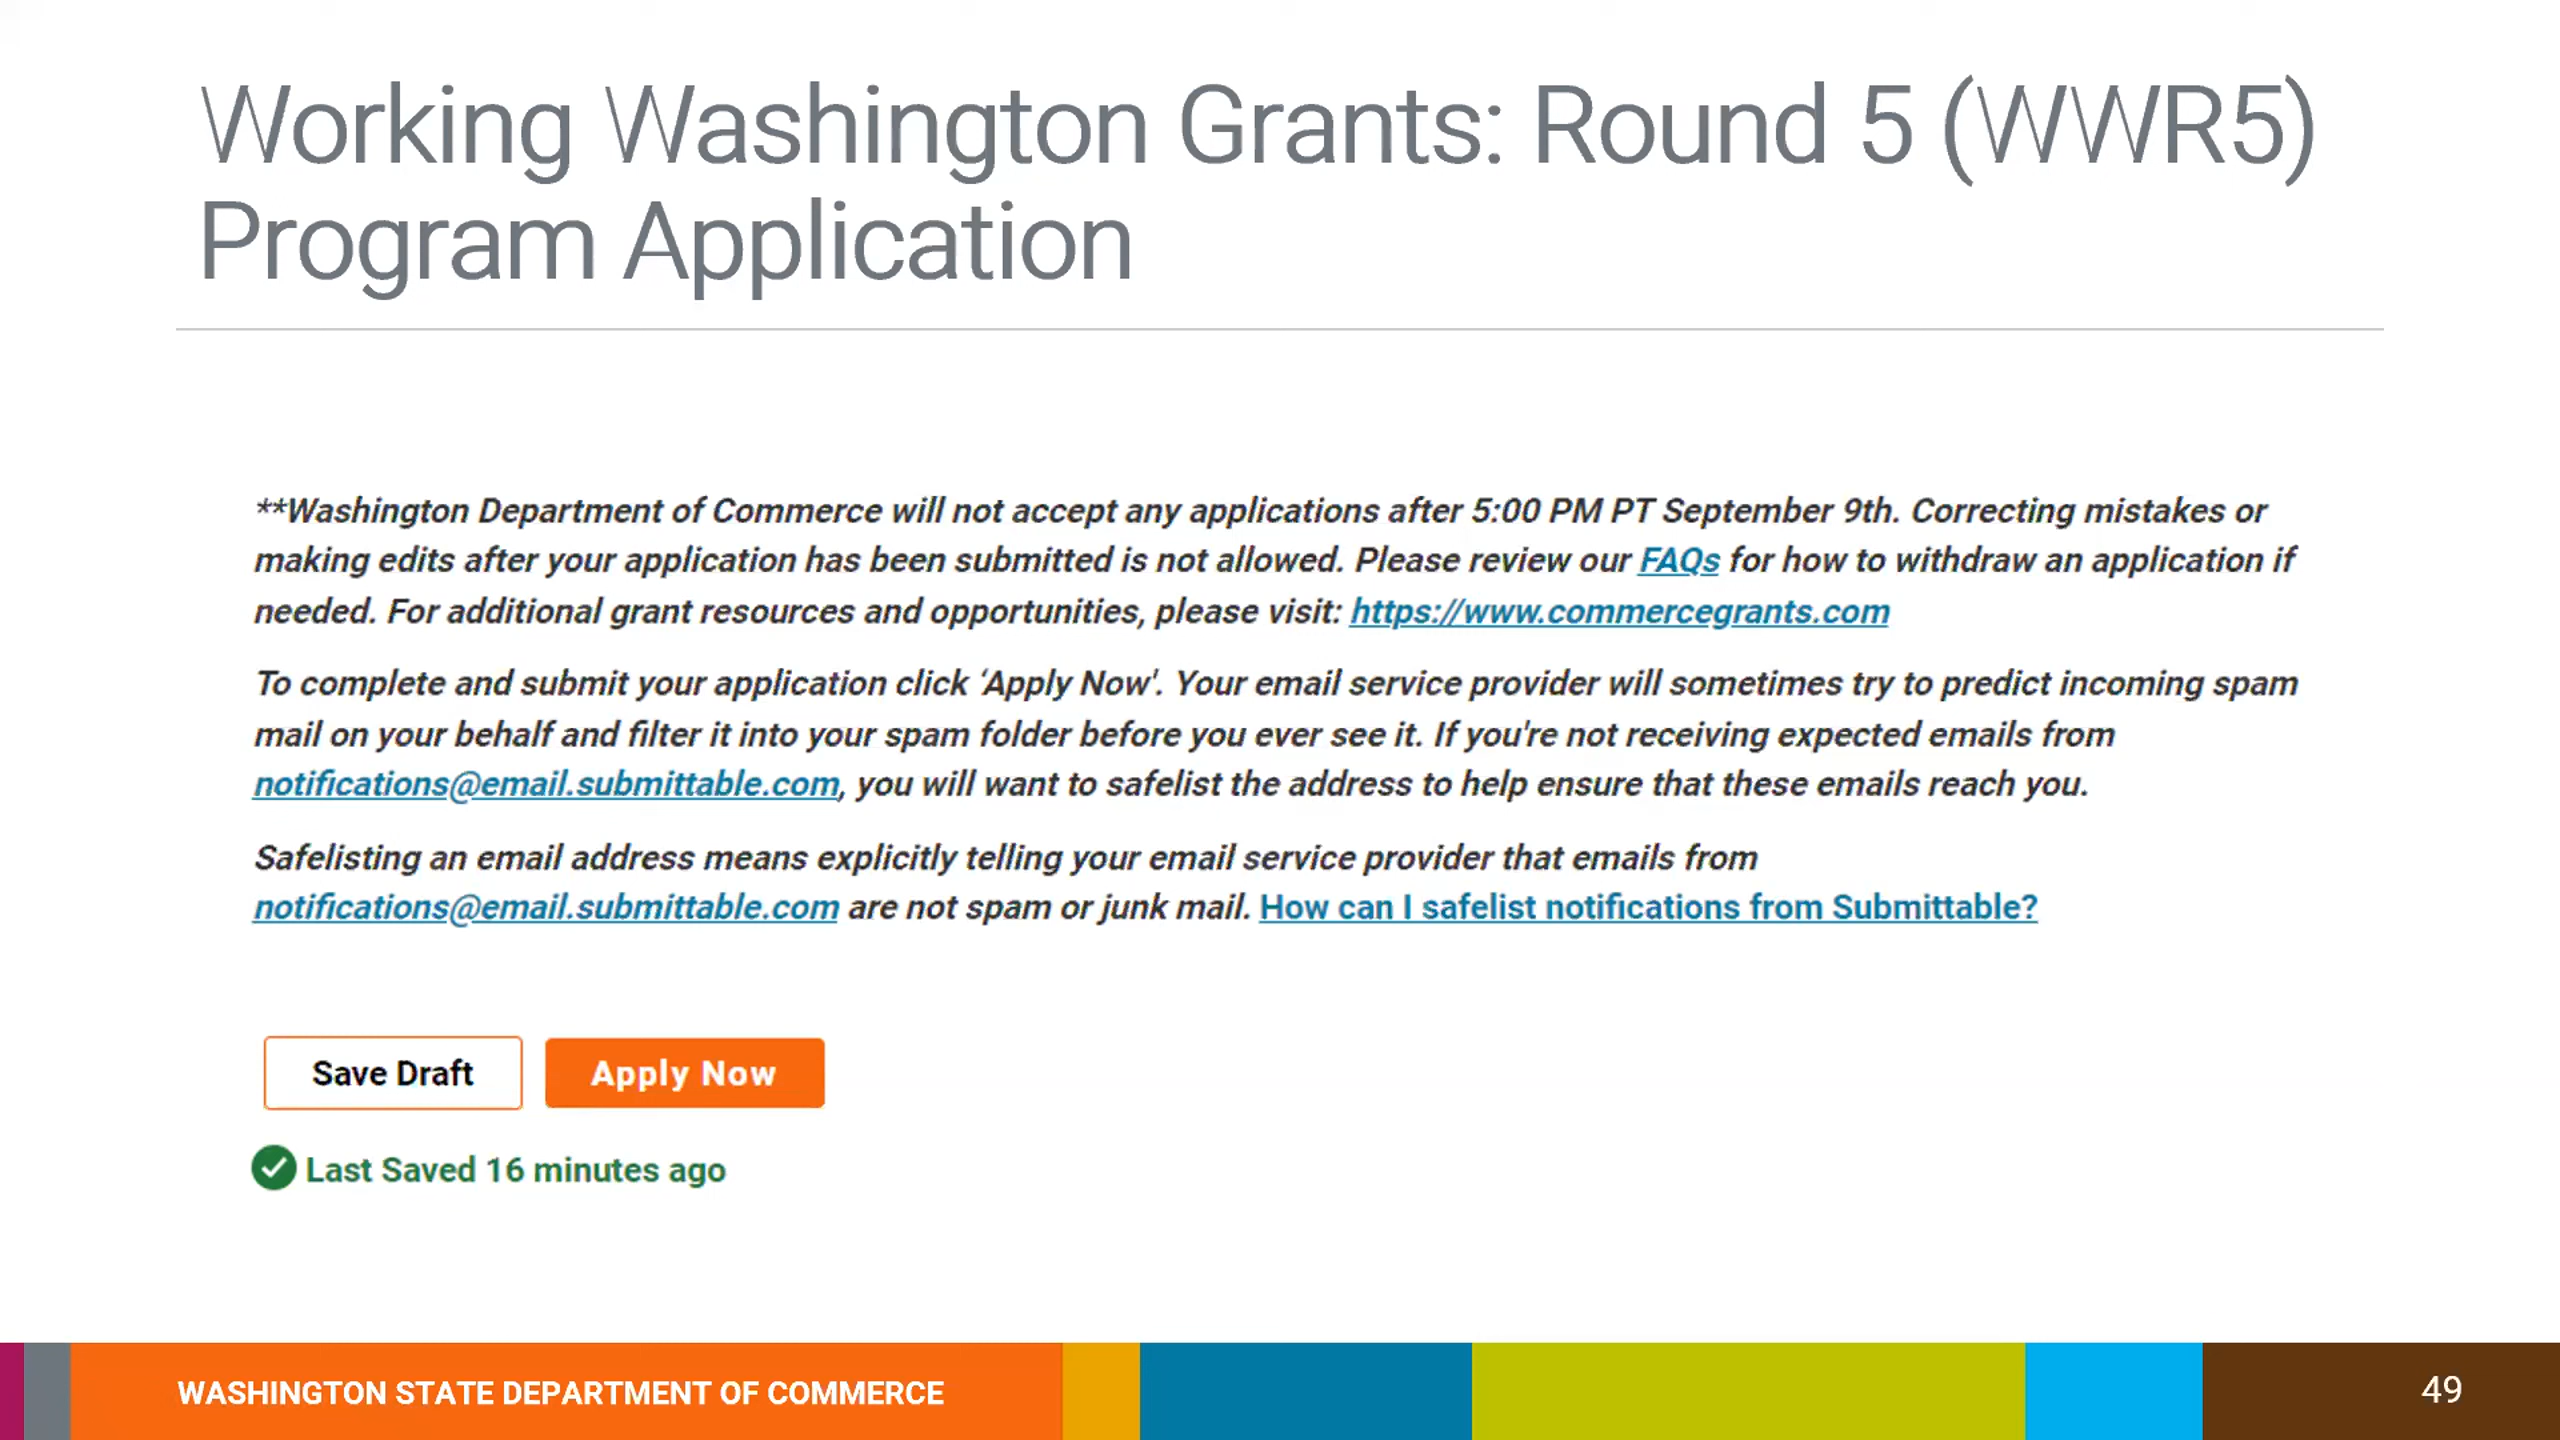 Working Washington Grants: Round 5 (WWR5)
Program Application
**Washington Department of Commerce will not accept any applications after 5:00 PM PT September 9th. Correcting mistakes or
making edits after your application has been submitted is not allowed. Please review our FAQs for how to withdraw an application if
needed. For additional grant resources and opportunities, please visit: https://www.commercegrants.com
To complete and submit your application click ‘Apply Now'. Your email service provider will sometimes try to predict incoming spam
mail on your behalf and filter it into your spam folder before you ever see it. If you're not receiving expected emails from
notifications@email.submittable.com, you will want to safelist the address to help ensure that these emails reach you.
Safelisting an email address means explicitly telling your email service provider that emails from
notifications@email.submittable.com are not spam or junk mail. How can I safelist notifications from Submittable?
Save Draft Apply Now
Last Saved 16 minutes ago
WASHINGTON STATE DEPARTMENT OF COMMERCE 49